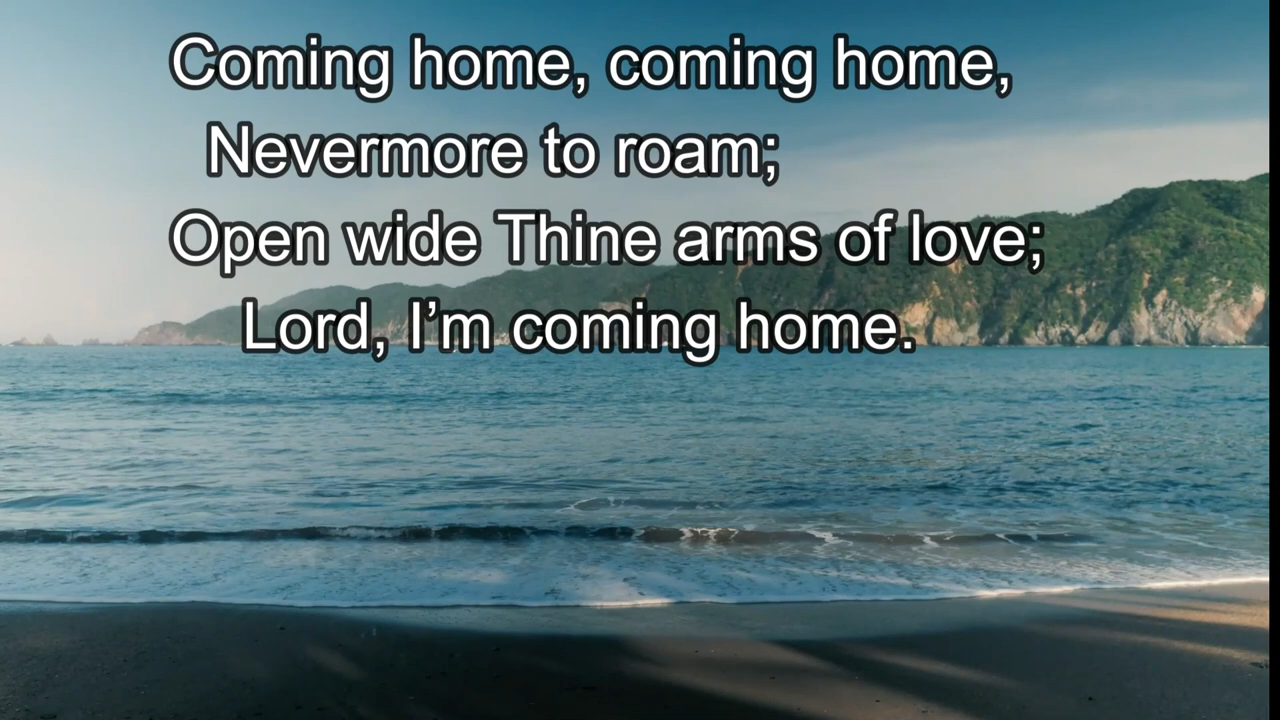 Coming home, coming home,
Nevermore to roam;
Open wide Thine arms of love;
Lord, I’m coming home.